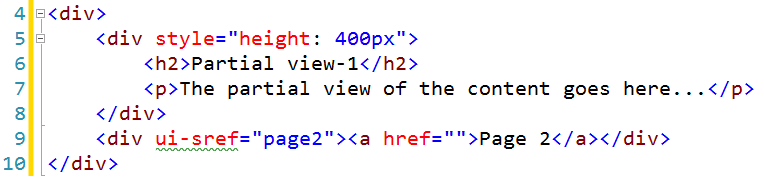 4 <div>
5     <div style="height: 400px">
6         <h2>Partial view-1</h2>
7         <p>The partial view of the content goes here...</p>
8     </div>
9     <div ui-sref="page2"><a href="">Page 2</a></div>
10 </div>